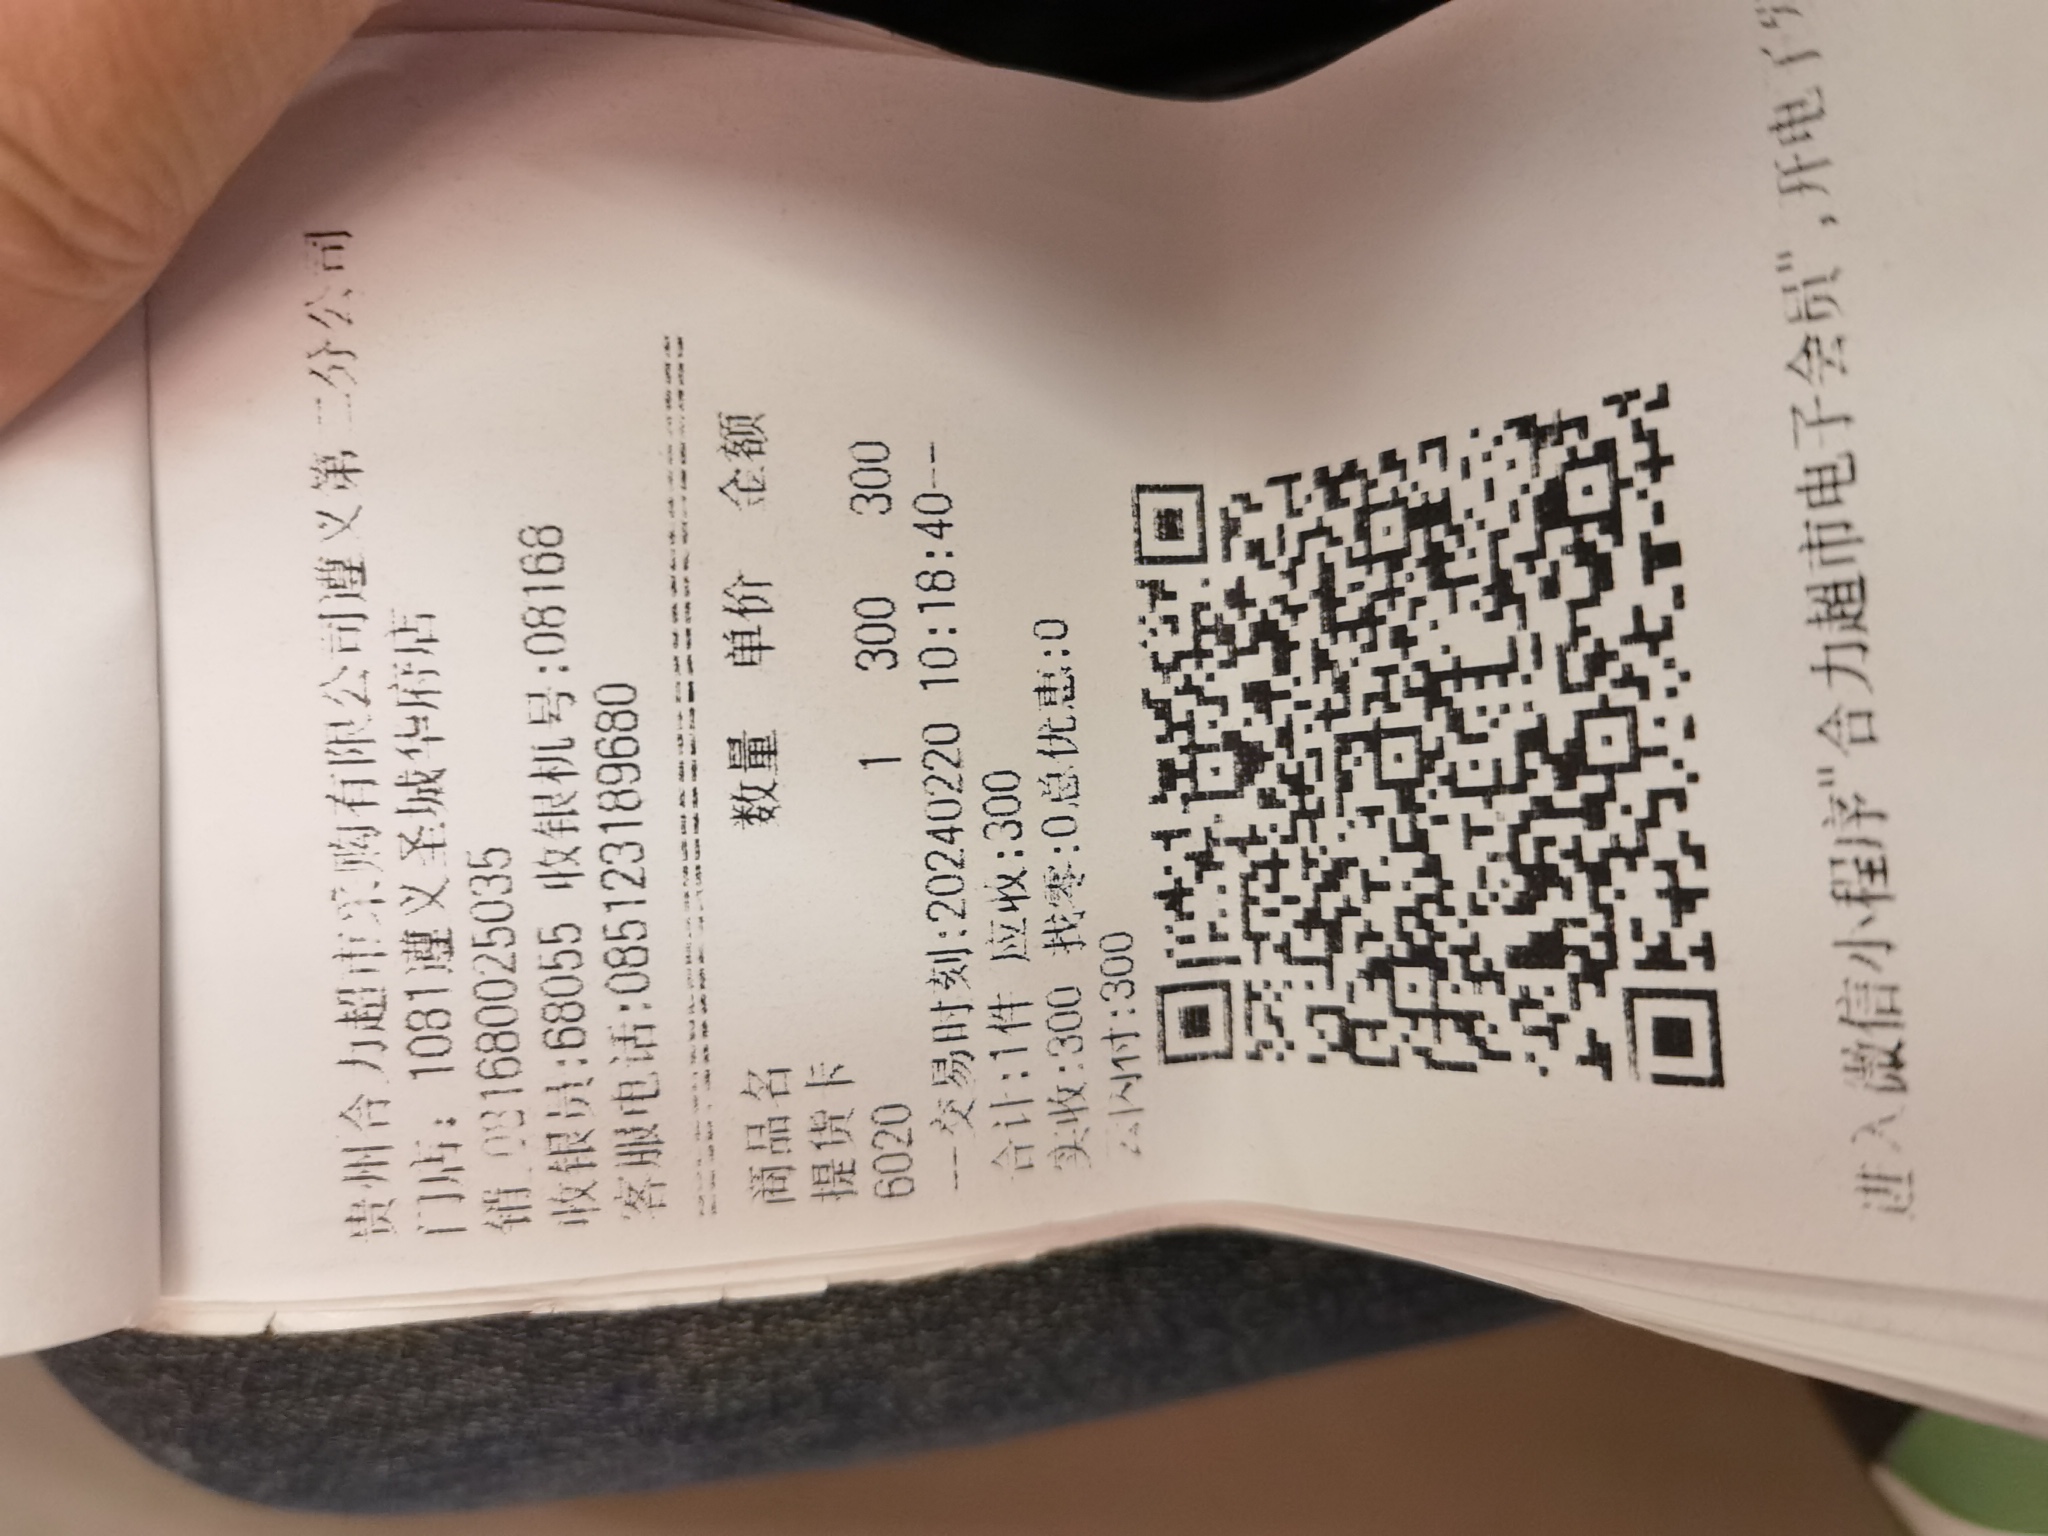 贵州合力超市采购有限公司遵义第二分公司
门店: 1081遵义圣城华府店
销 081680025035
收银员:68055 收银机号:08168
客服电话:085123189680
商品名 数量 单价 金额
提货卡
6020 1 300 300
---交易时刻:20240220 10:18:40---
合计:1件 应收:300
实收:300 找零:0总优惠:0
云闪付:300
进入微信小程序"合力超市电子会员",开电子